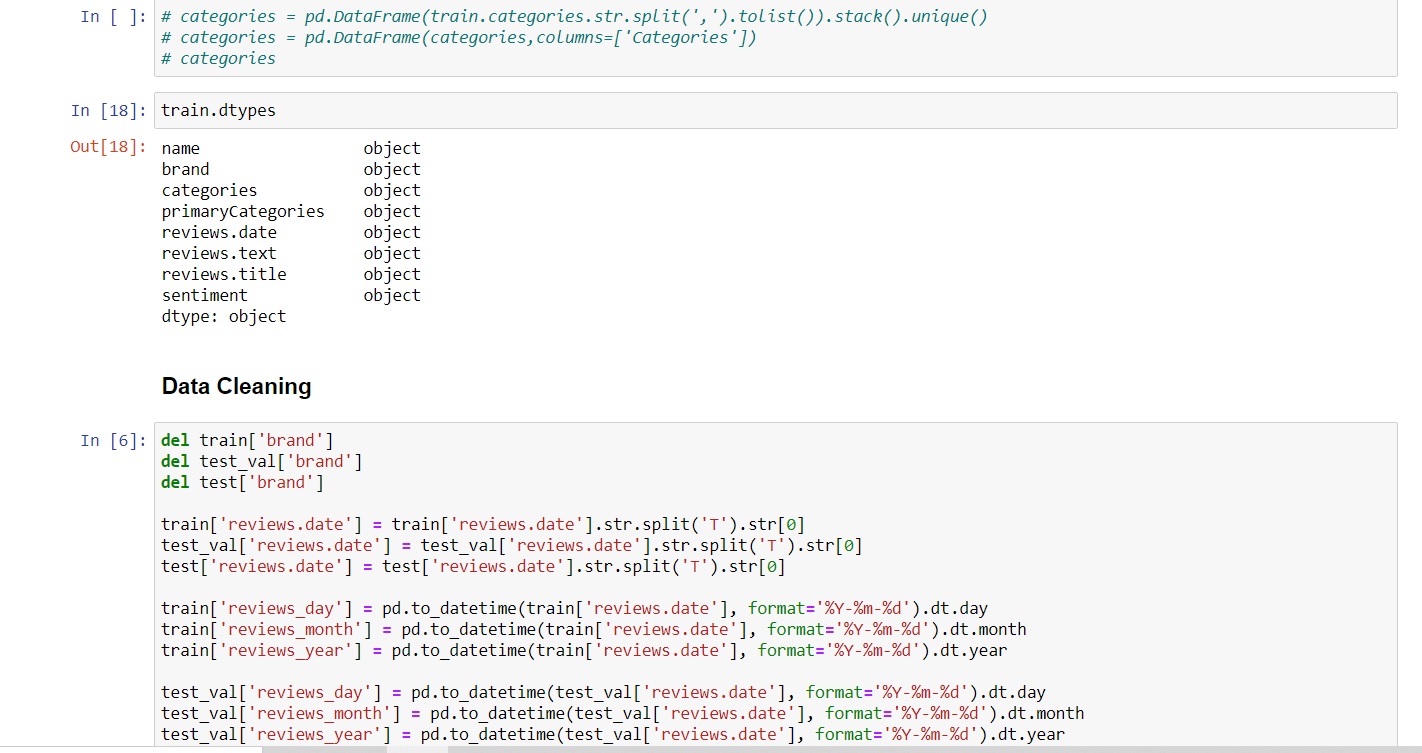 In [ ]: # categories = pd.DataFrame(train.categories.str.split(',').tolist()).stack().unique()
# categories = pd.DataFrame(categories,columns=['Categories'])
# categories
In [18]: train.dtypes
Out[18]: name object
brand object
categories object
primaryCategories object
reviews.date object
reviews.text object
reviews.title object
sentiment object
dtype: object
Data Cleaning
In [6]: del train['brand']
del test_val['brand']
del test['brand']
train['reviews.date'] = train['reviews.date'].str.split('T').str[0]
test_val['reviews.date'] = test_val['reviews.date'].str.split('T').str[0]
test['reviews.date'] = test['reviews.date'].str.split('T').str[0]
train['reviews_day'] = pd.to_datetime(train['reviews.date'], format='%Y-%m-%d').dt.day
train['reviews_month'] = pd.to_datetime(train['reviews.date'], format='%Y-%m-%d').dt.month
train['reviews_year'] = pd.to_datetime(train['reviews.date'], format='%Y-%m-%d').dt.year
test_val['reviews_day'] = pd.to_datetime(test_val['reviews.date'], format='%Y-%m-%d').dt.day
test_val['reviews_month'] = pd.to_datetime(test_val['reviews.date'], format='%Y-%m-%d').dt.month
test_val['reviews_year'] = pd.to_datetime(test_val['reviews.date'], format='%Y-%m-%d').dt.year